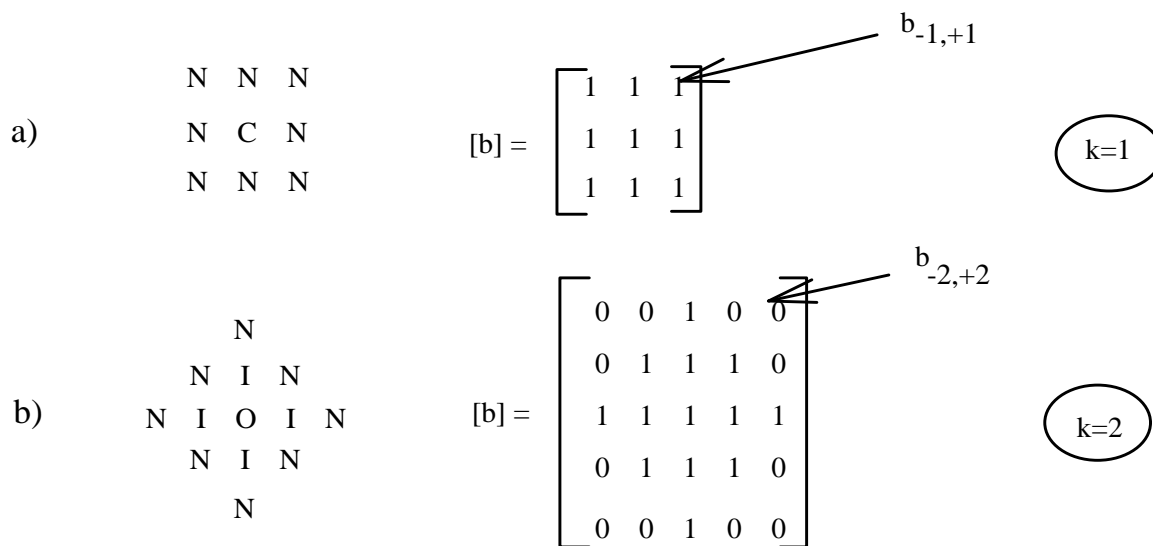 b-1,+1
N N N
1 1 1
a)
N C N
[b] =
1 1 1
k=1
N N N
1 1 1
b-2,+2
0 0 1 0 0
N
0 1 1 1 0
N I N
b)
N I O I N
[b] =
1 1 1 1 1
k=2
N I N
0 1 1 1 0
N
0 0 1 0 0